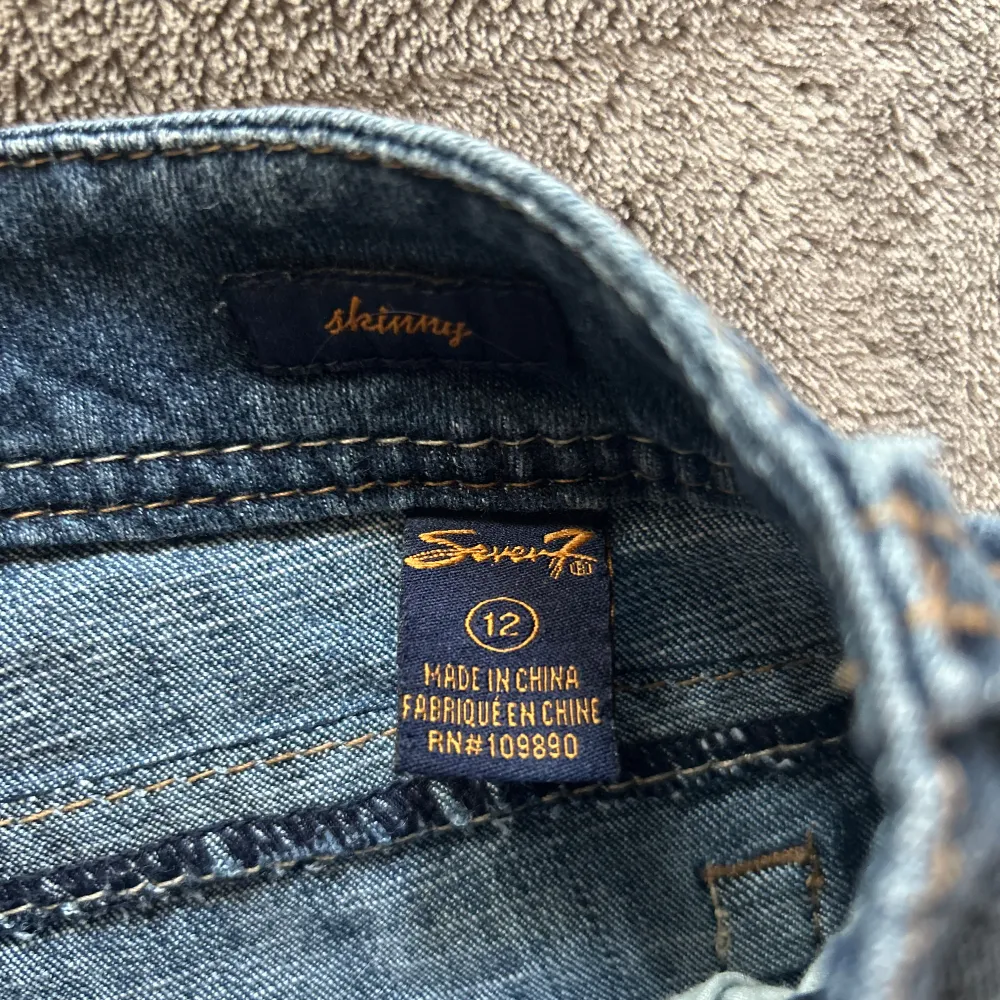 skinny
Seven7®
12
MADE IN CHINA
FABRIQUÉ EN CHINE
RN#109890